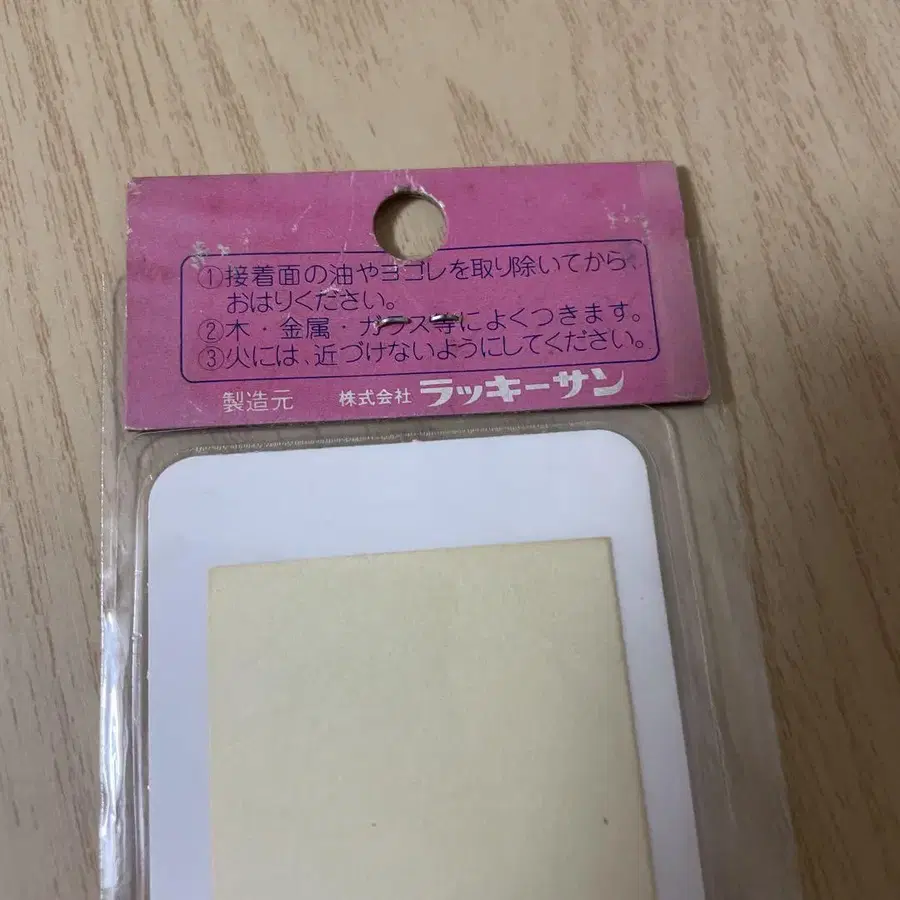 ①接着面の油やヨゴレを取り除いてから、
おはりください。
②木・金属・ガラス等によくつきます。
③火には、近づけないようにしてください。
製造元 株式会社 ラッキーサン